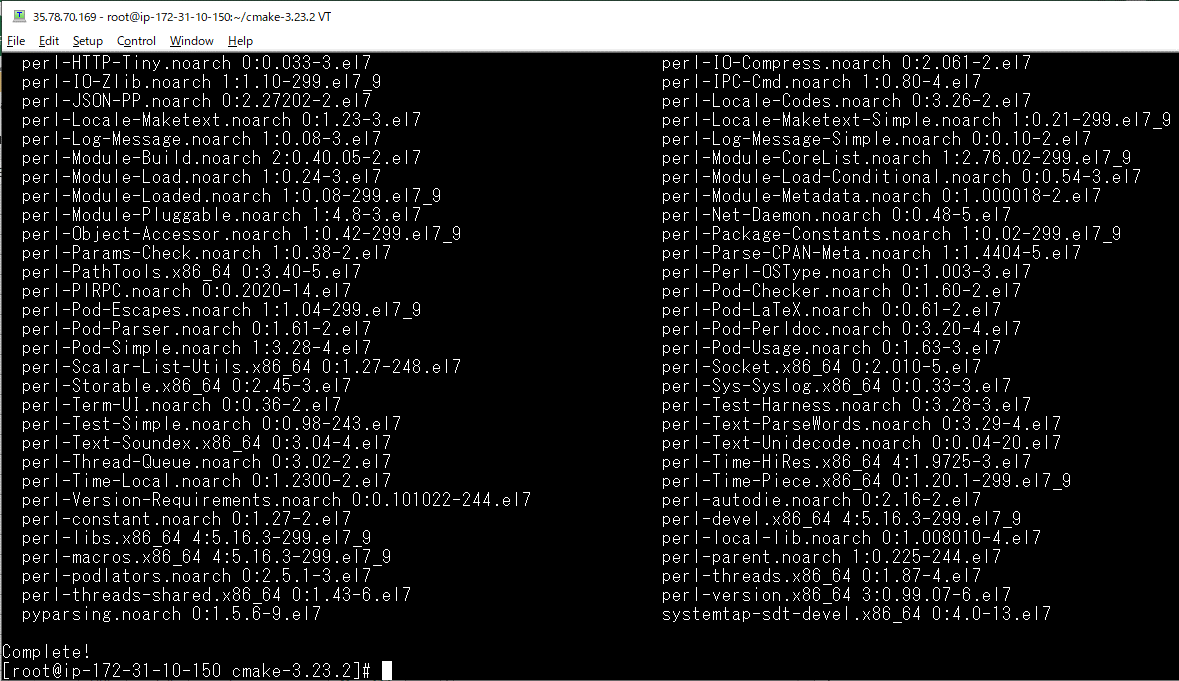 35.78.70.169 - root@ip-172-31-10-150:~/cmake-3.23.2 VT
File Edit Setup Control Window Help
perl-HTTP-Tiny.noarch 0:0.033-3.el7 perl-IO-Compress.noarch 0:2.061-2.el7
perl-IO-Zlib.noarch 1:1.10-299.el7_9 perl-IPC-Cmd.noarch 1:0.80-4.el7
perl-JSON-PP.noarch 0:2.27202-2.el7 perl-Locale-Codes.noarch 0:3.26-2.el7
perl-Locale-Maketext.noarch 0:1.23-3.el7 perl-Locale-Maketext-Simple.noarch 1:0.21-299.el7_9
perl-Log-Message.noarch 1:0.08-3.el7 perl-Log-Message-Simple.noarch 0:0.10-2.el7
perl-Module-Build.noarch 2:0.40.05-2.el7 perl-Module-CoreList.noarch 1:2.76.02-299.el7_9
perl-Module-Load.noarch 1:0.24-3.el7 perl-Module-Load-Conditional.noarch 0:0.54-3.el7
perl-Module-Loaded.noarch 1:0.08-299.el7_9 perl-Module-Metadata.noarch 0:1.000018-2.el7
perl-Module-Pluggable.noarch 1:4.8-3.el7 perl-Net-Daemon.noarch 0:0.48-5.el7
perl-Object-Accessor.noarch 1:0.42-299.el7_9 perl-Package-Constants.noarch 1:0.02-299.el7_9
perl-Params-Check.noarch 1:0.38-2.el7 perl-Parse-CPAN-Meta.noarch 1:1.4404-5.el7
perl-PathTools.x86_64 0:3.40-5.el7 perl-Perl-OSType.noarch 0:1.003-3.el7
perl-PlRPC.noarch 0:0.2020-14.el7 perl-Pod-Checker.noarch 0:1.60-2.el7
perl-Pod-Escapes.noarch 1:1.04-299.el7_9 perl-Pod-LaTeX.noarch 0:0.61-2.el7
perl-Pod-Parser.noarch 0:1.61-2.el7 perl-Pod-Perldoc.noarch 0:3.20-4.el7
perl-Pod-Simple.noarch 1:3.28-4.el7 perl-Pod-Usage.noarch 0:1.63-3.el7
perl-Scalar-List-Utils.x86_64 0:1.27-248.el7 perl-Socket.x86_64 0:2.010-5.el7
perl-Storable.x86_64 0:2.45-3.el7 perl-Sys-Syslog.x86_64 0:0.33-3.el7
perl-Term-UI.noarch 0:0.36-2.el7 perl-Test-Harness.noarch 0:3.28-3.el7
perl-Test-Simple.noarch 0:0.98-243.el7 perl-Text-ParseWords.noarch 0:3.29-4.el7
perl-Text-Soundex.x86_64 0:3.04-4.el7 perl-Text-Unidecode.noarch 0:0.04-20.el7
perl-Thread-Queue.noarch 0:3.02-2.el7 perl-Time-HiRes.x86_64 4:1.9725-3.el7
perl-Time-Local.noarch 0:1.2300-2.el7 perl-Time-Piece.x86_64 0:1.20.1-299.el7_9
perl-Version-Requirements.noarch 0:0.101022-244.el7 perl-autodie.noarch 0:2.16-2.el7
perl-constant.noarch 0:1.27-2.el7 perl-devel.x86_64 4:5.16.3-299.el7_9
perl-libs.x86_64 4:5.16.3-299.el7_9 perl-local-lib.noarch 0:1.008010-4.el7
perl-macros.x86_64 4:5.16.3-299.el7_9 perl-parent.noarch 1:0.225-244.el7
perl-podlators.noarch 0:2.5.1-3.el7 perl-threads.x86_64 0:1.87-4.el7
perl-threads-shared.x86_64 0:1.43-6.el7 perl-version.x86_64 3:0.99.07-6.el7
pyparsing.noarch 0:1.5.6-9.el7 systemtap-sdt-devel.x86_64 0:4.0-13.el7
Complete!
[root@ip-172-31-10-150 cmake-3.23.2]#